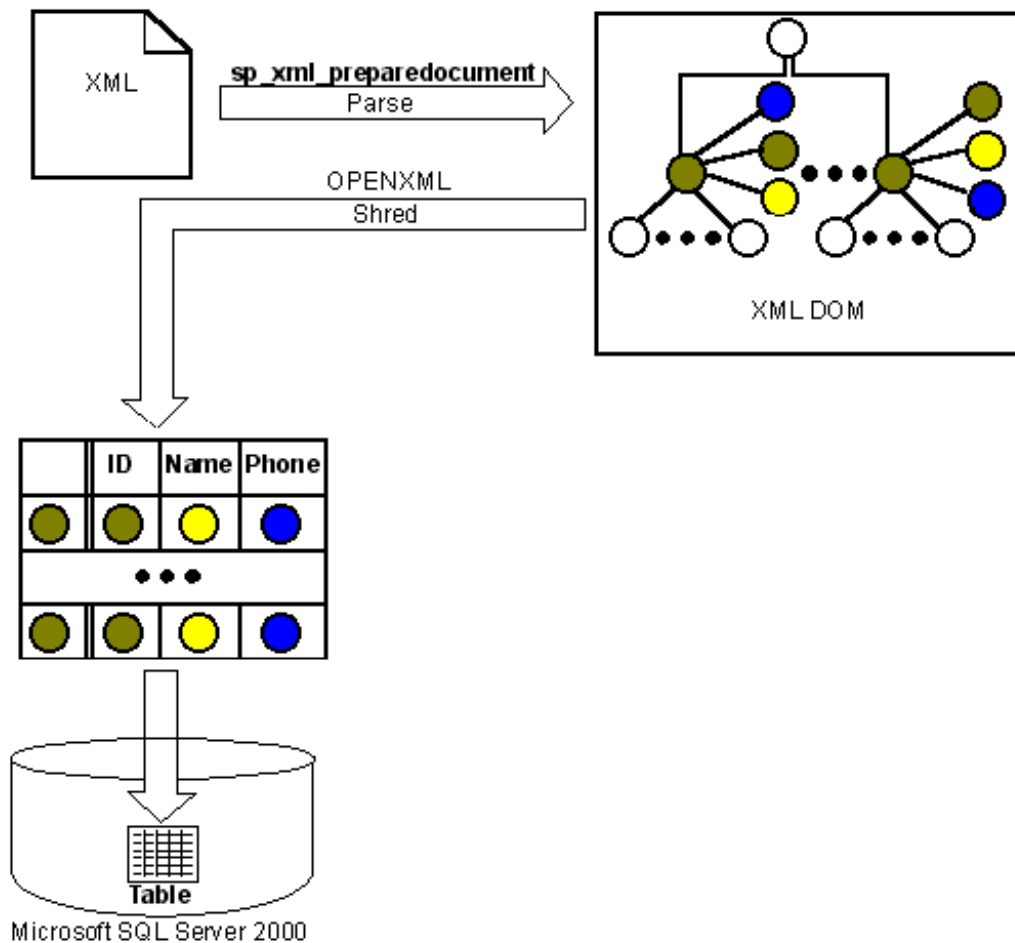 XML
sp_xml_preparedocument
Parse
OPENXML
Shred
XML DOM
ID Name Phone
Table
Microsoft SQL Server 2000